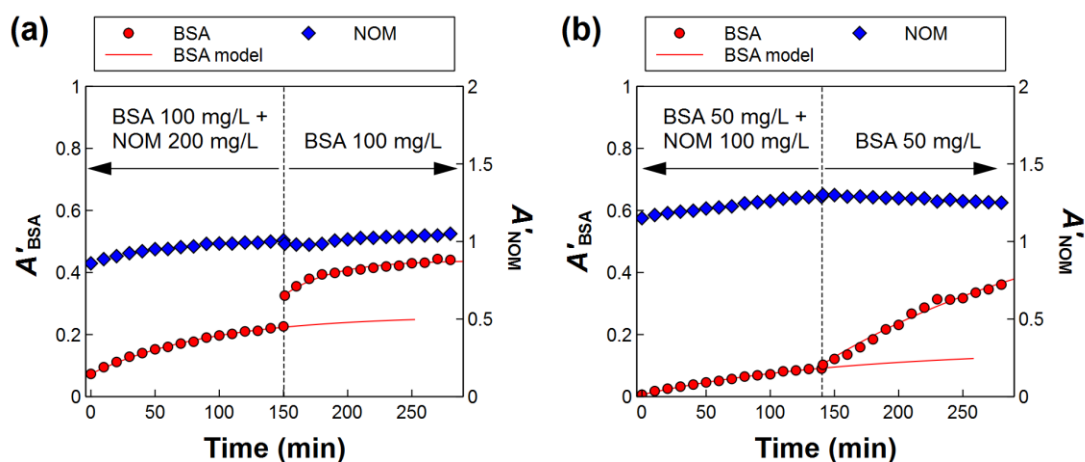 (a)
BSA
NOM
BSA model
1
0.8
0.6
0.4
0.2
0
2
1.5
1
0.5
0
BSA 100 mg/L +
NOM 200 mg/L
BSA 100 mg/L
A′BSA
A′NOM
0
50
100
150
200
250
Time (min)
(b)
BSA
NOM
BSA model
1
0.8
0.6
0.4
0.2
0
2
1.5
1
0.5
0
BSA 50 mg/L +
NOM 100 mg/L
BSA 50 mg/L
A′BSA
A′NOM
0
50
100
150
200
250
Time (min)